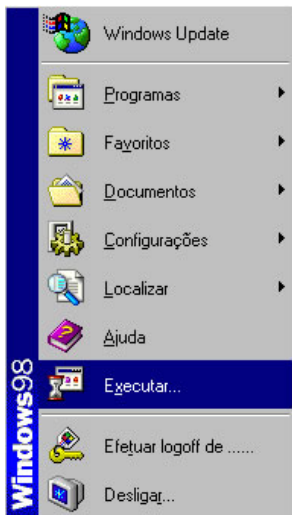 Windows Update
Programas
Favoritos
Documentos
Configurações
Localizar
Ajuda
Executar...
Efetuar logoff de ......
Desligar...
Windows98